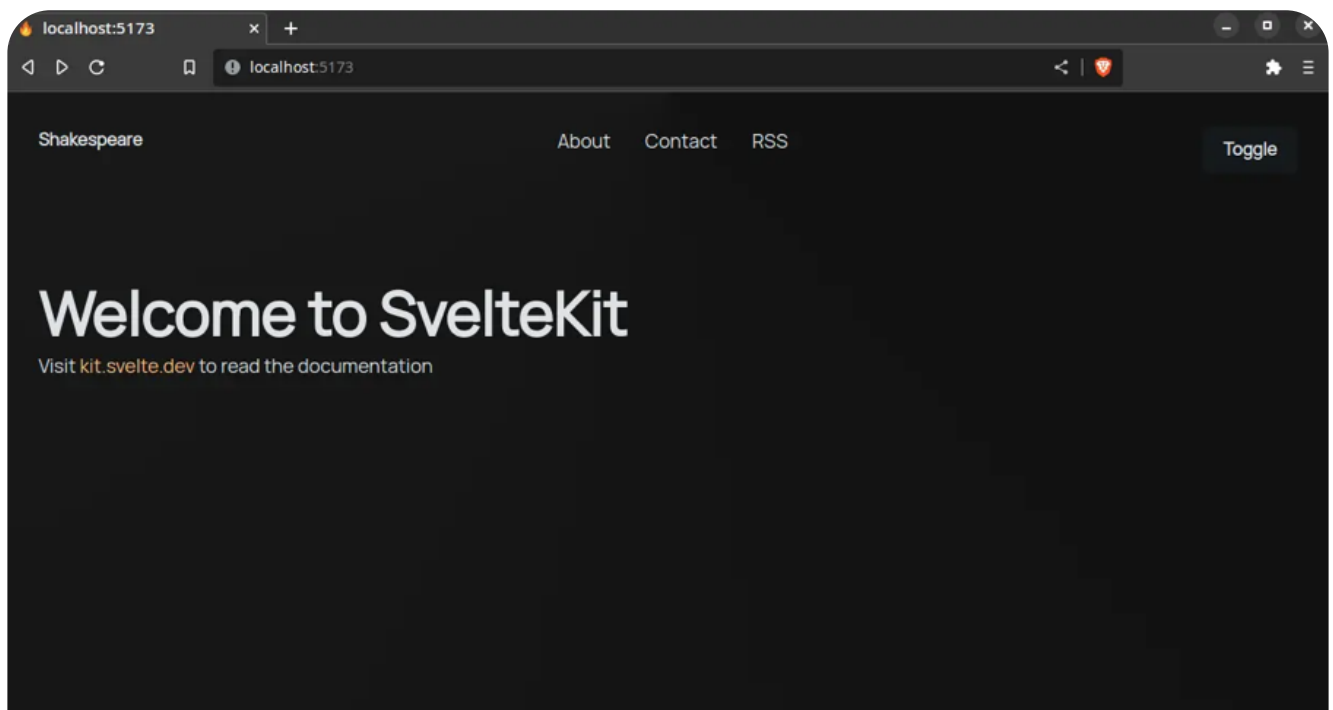 localhost:5173
localhost:5173
Shakespeare
About Contact RSS
Toggle
Welcome to SvelteKit
Visit kit.svelte.dev to read the documentation